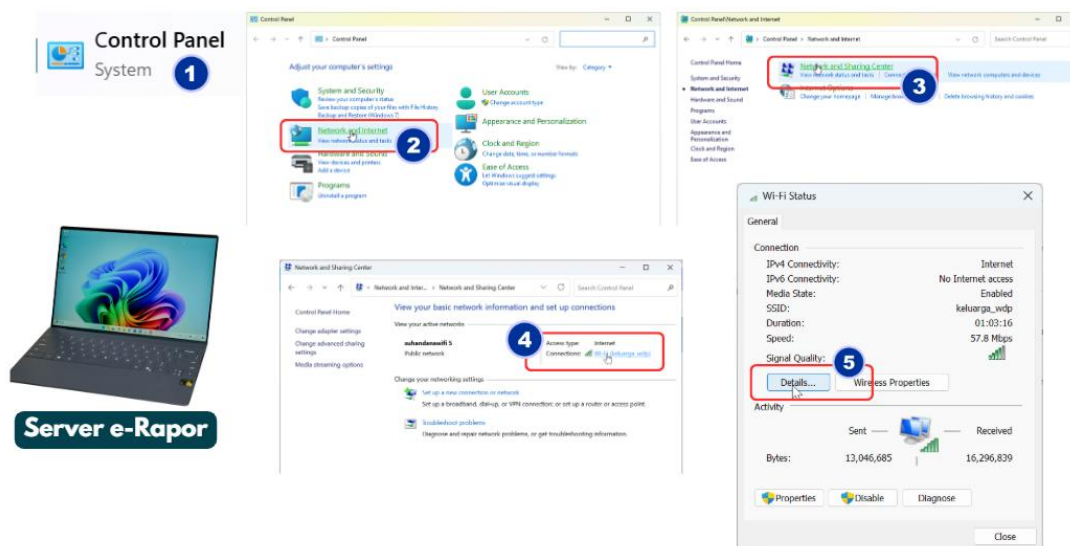 Control Panel
System
1
Control Panel
Control Panel
Adjust your computer's settings
View by: Category
System and Security
Review your computer's status
Save backup copies of your files with File History
Backup and Restore (Windows 7)
Network and Internet
View network status and tasks
2
Hardware and Sound
View devices and printers
Add a device
Programs
Uninstall a program
User Accounts
Change account type
Appearance and Personalization
Clock and Region
Change date, time, or number formats
Ease of Access
Let Windows suggest settings
Optimize visual display
Control Panel\Network and Internet
Control Panel > Network and Internet
Search Control Panel
Control Panel Home
System and Security
Network and Internet
Hardware and Sound
Programs
User Accounts
Appearance and
Personalization
Clock and Region
Ease of Access
Network and Sharing Center
View network status and tasks
View network computers and devices
Internet Options
Change your homepage
Delete browsing history and cookies
3
Server e-Rapor
Network and Sharing Center
Network and Inter... > Network and Sharing Center
Search Control Panel
Control Panel Home
Change adapter settings
Change advanced sharing
settings
Media streaming options
View your basic network information and set up connections
View your active networks
suhandanawifi 5
Public network
4
Access type: Internet
Connections: Wi-Fi (keluarga_wdp)
Change your networking settings
Set up a new connection or network
Set up a broadband, dial-up, or VPN connection; or set up a router or access point.
Troubleshoot problems
Diagnose and repair network problems, or get troubleshooting information.
Wi-Fi Status
General
Connection
IPv4 Connectivity: Internet
IPv6 Connectivity: No Internet access
Media State: Enabled
SSID: keluarga_wdp
Duration: 01:03:16
Speed: 57.8 Mbps
Signal Quality:
5
Details... Wireless Properties
Activity
Sent Received
Bytes: 13,046,685 16,296,839
Properties Disable Diagnose
Close